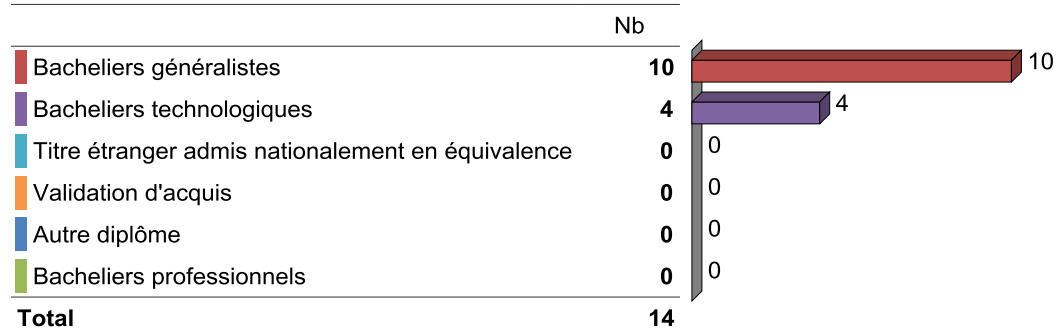 Nb
Bacheliers généralistes 10 10
Bacheliers technologiques 4 4
Titre étranger admis nationalement en équivalence 0 0
Validation d'acquis 0 0
Autre diplôme 0 0
Bacheliers professionnels 0 0
Total 14